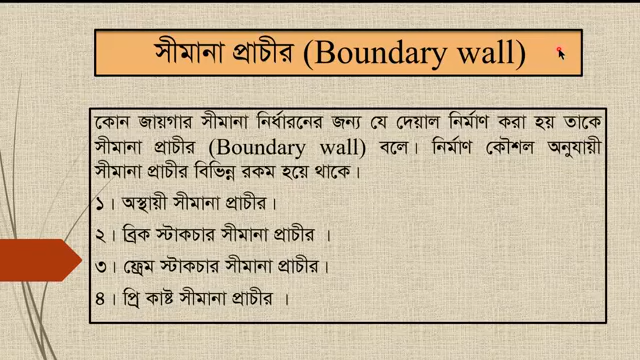 সীমানা প্রাচীর (Boundary wall)
কোন জায়গার সীমানা নির্ধারনের জন্য যে দেয়াল নির্মাণ করা হয় তাকে
সীমানা প্রাচীর (Boundary wall) বলে। নির্মাণ কৌশল অনুযায়ী
সীমানা প্রাচীর বিভিন্ন রকম হয়ে থাকে।
১। অস্থায়ী সীমানা প্রাচীর।
২। ব্রিক স্টাকচার সীমানা প্রাচীর ।
৩। ফ্রেম স্টাকচার সীমানা প্রাচীর।
৪। প্রি কাষ্ট সীমানা প্রাচীর ।